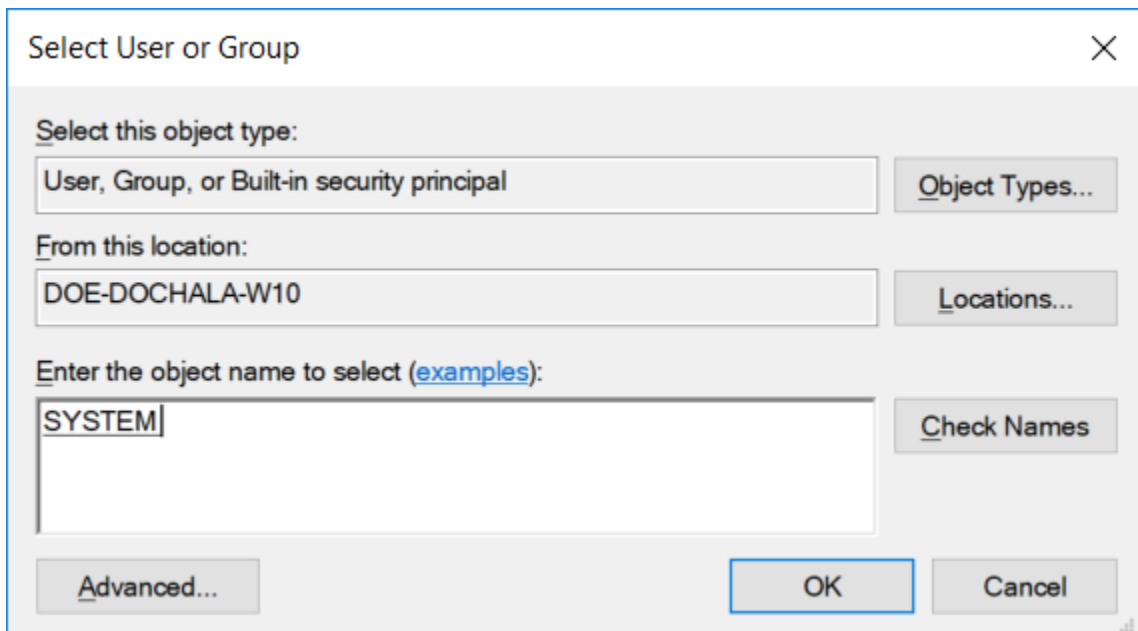 Select User or Group
Select this object type:
User, Group, or Built-in security principal
Object Types...
From this location:
DOE-DOCHALA-W10
Locations...
Enter the object name to select (examples):
SYSTEM
Check Names
Advanced...
OK
Cancel